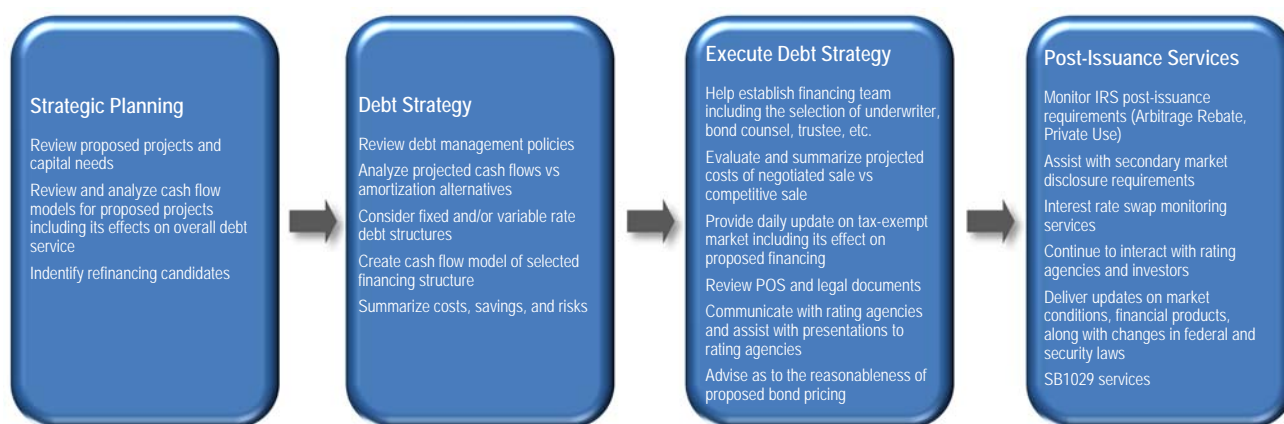 Strategic Planning
Review proposed projects and
capital needs
Review and analyze cash flow
models for proposed projects
including its effects on overall debt
service
Indentify refinancing candidates
Debt Strategy
Review debt management policies
Analyze projected cash flows vs
amortization alternatives
Consider fixed and/or variable rate
debt structures
Create cash flow model of selected
financing structure
Summarize costs, savings, and risks
Execute Debt Strategy
Help establish financing team
including the selection of underwriter,
bond counsel, trustee, etc.
Evaluate and summarize projected
costs of negotiated sale vs
competitive sale
Provide daily update on tax-exempt
market including its effect on
proposed financing
Review POS and legal documents
Communicate with rating agencies
and assist with presentations to
rating agencies
Advise as to the reasonableness of
proposed bond pricing
Post-Issuance Services
Monitor IRS post-issuance
requirements (Arbitrage Rebate,
Private Use)
Assist with secondary market
disclosure requirements
Interest rate swap monitoring
services
Continue to interact with rating
agencies and investors
Deliver updates on market
conditions, financial products,
along with changes in federal and
security laws
SB1029 services